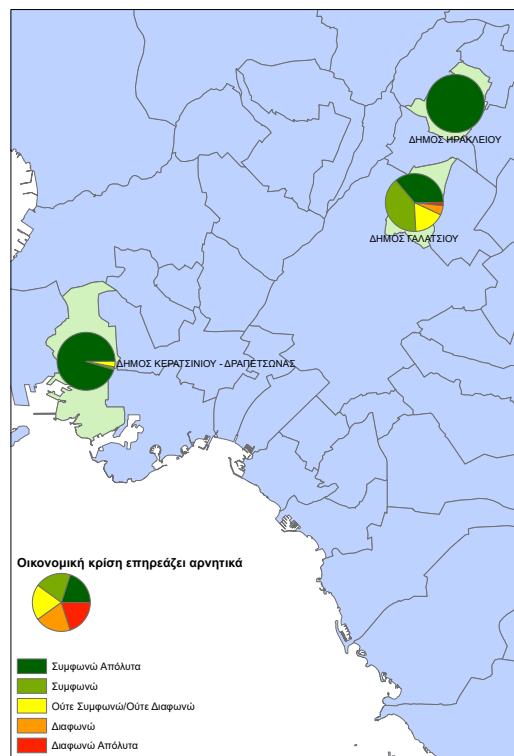 ΔΗΜΟΣ ΗΡΑΚΛΕΙΟΥ
ΔΗΜΟΣ ΓΑΛΑΤΣΙΟΥ
ΔΗΜΟΣ ΚΕΡΑΤΣΙΝΙΟΥ - ΔΡΑΠΕΤΣΩΝΑΣ
Οικονομική κρίση επηρεάζει αρνητικά
Συμφωνώ Απόλυτα
Συμφωνώ
Ούτε Συμφωνώ/Ούτε Διαφωνώ
Διαφωνώ
Διαφωνώ Απόλυτα